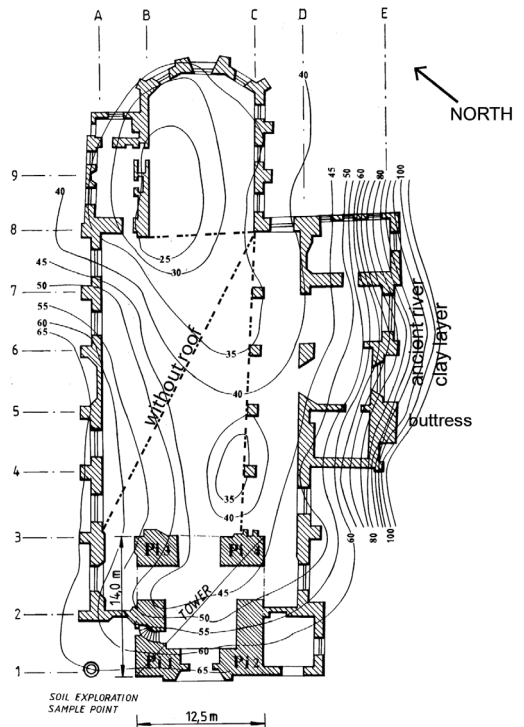 A B C D E
NORTH
40
45 50 60 80 100
9
40
8
25
30
45
50
7
55
60
65
ancient river
clay layer
without roof
35
6
40
buttress
5
4
35
40
60 80 100
3
Pi 3
Pi 4
14,0 m
TOWER
45
2
50
55
60
Pi 1
Pi 2
65
1
SOIL EXPLORATION
SAMPLE POINT
12,5m